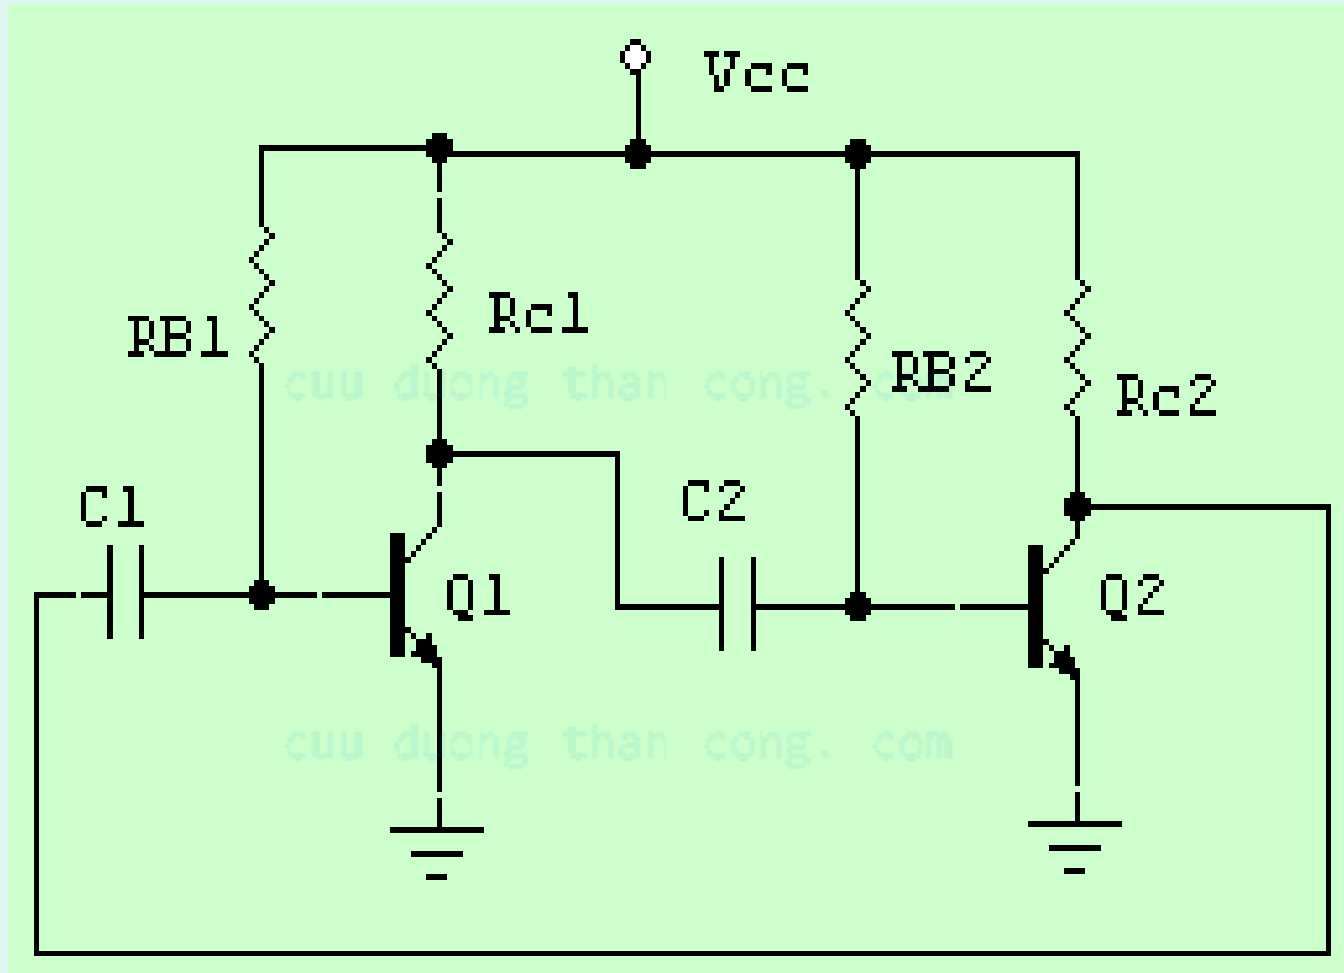 Vcc
RB1
Rc1
RB2
Rc2
cuu duong than cong. com
C1
C2
Q1
Q2
cuu duong than cong. com